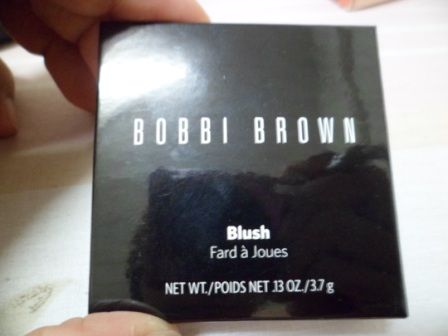 BOBBI BROWN
Blush
Fard à Joues
NET WT./POIDS NET .13 OZ./3.7 g